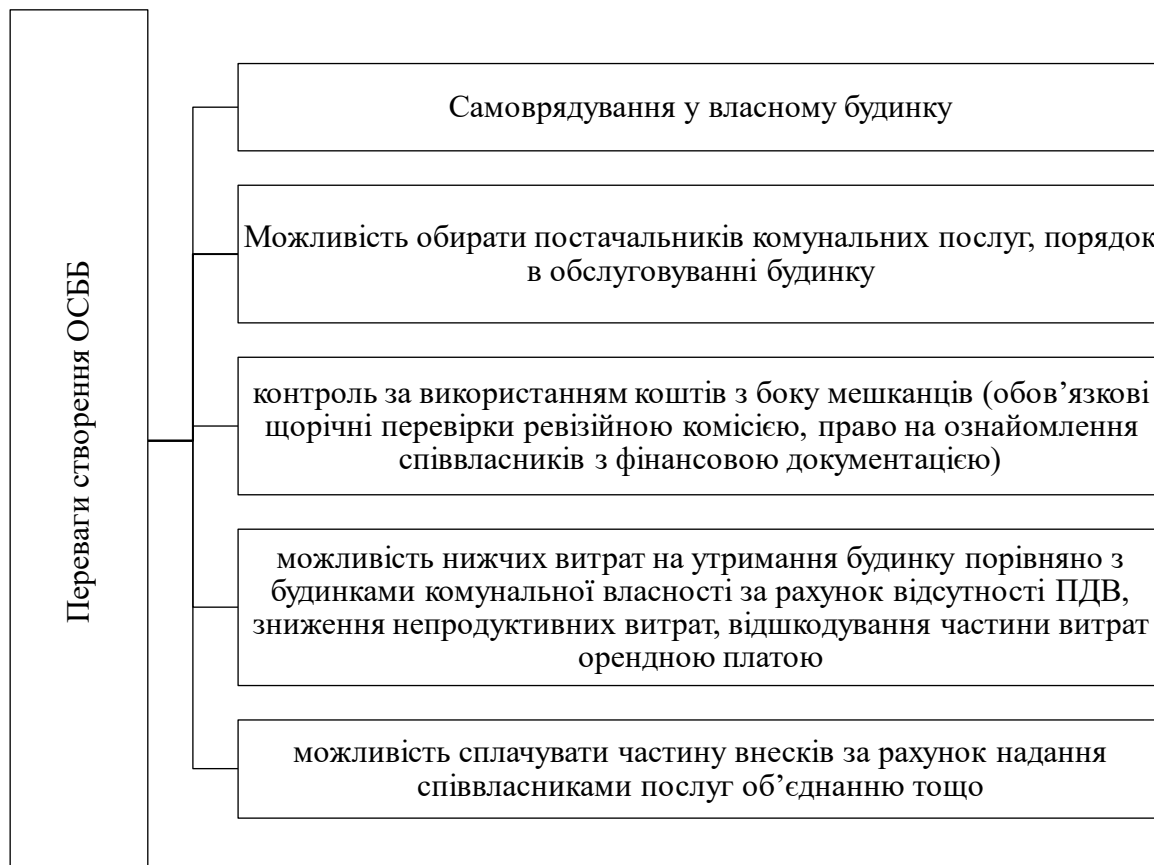 Переваги створення ОСББ
Самоврядування у власному будинку
Можливість обирати постачальників комунальних послуг, порядок
в обслуговуванні будинку
контроль за використанням коштів з боку мешканців (обов’язкові
щорічні перевірки ревізійною комісією, право на ознайомлення
співвласників з фінансовою документацією)
можливість нижчих витрат на утримання будинку порівняно з
будинками комунальної власності за рахунок відсутності ПДВ,
зниження непродуктивних витрат, відшкодування частини витрат
орендною платою
можливість сплачувати частину внесків за рахунок надання
співвласниками послуг об’єднанню тощо